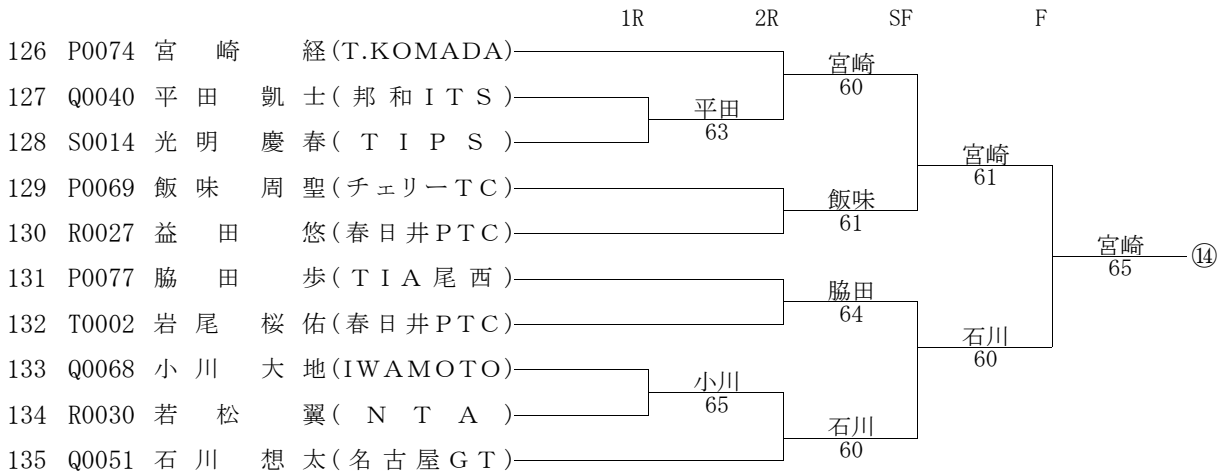 1R 2R SF F
126 P0074 宮崎 経(T.KOMADA)
宮崎
60
127 Q0040 平田 凱士(邦和ITS)
平田
63
128 S0014 光明 慶春(TIPS)
宮崎
61
129 P0069 飯味 周聖(チェリーTC)
飯味
61
130 R0027 益田 悠(春日井PTC)
宮崎
65
⑭
131 P0077 脇田 歩(TIA尾西)
脇田
64
132 T0002 岩尾 桜佑(春日井PTC)
石川
60
133 Q0068 小川 大地(IWAMOTO)
小川
65
134 R0030 若松 翼(NTA)
石川
60
135 Q0051 石川 想太(名古屋GT)